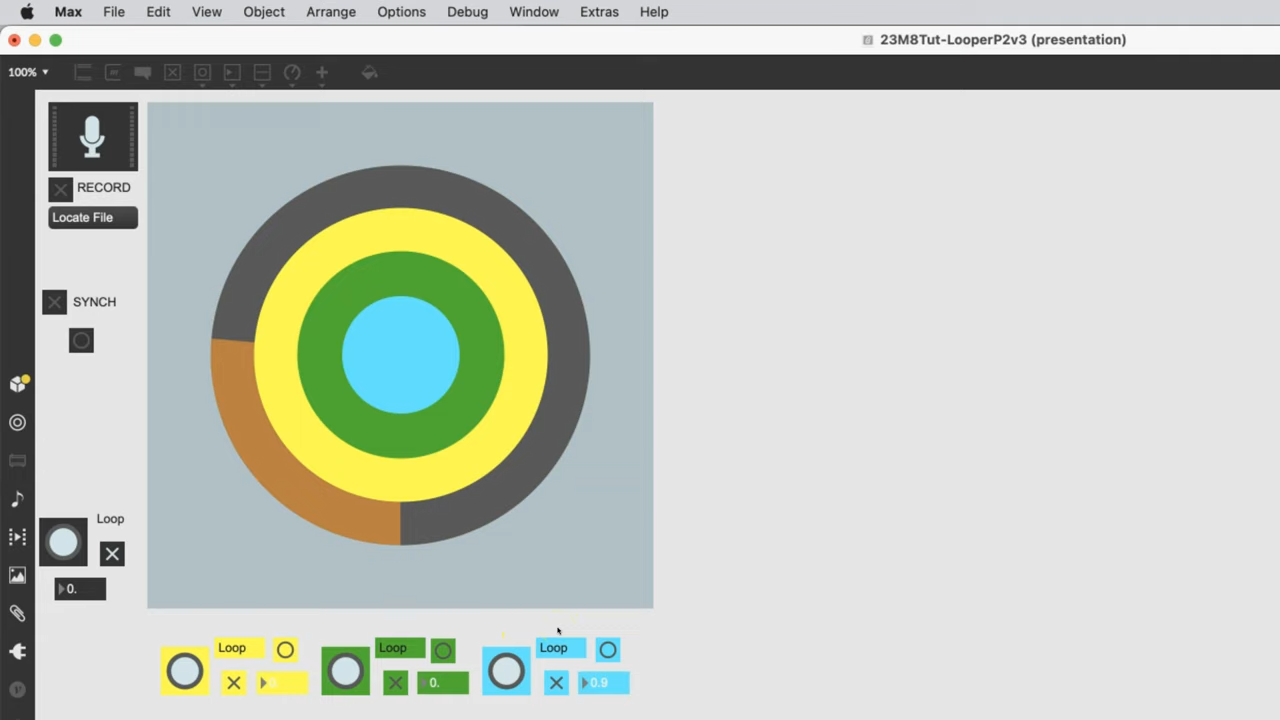 Max File Edit View Object Arrange Options Debug Window Extras Help
23M8Tut-LooperP2v3 (presentation)
100%
RECORD
Locate File
SYNCH
Loop
0.
Loop
Loop
Loop
0.
0.9